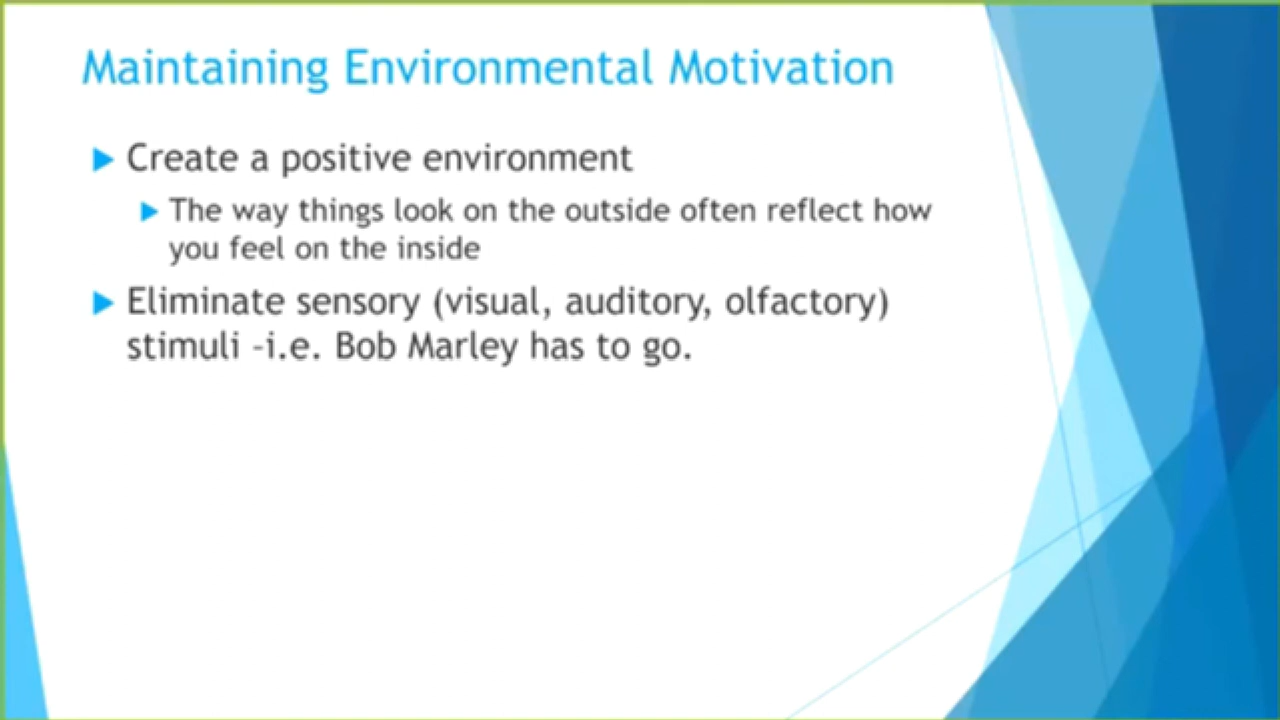 Maintaining Environmental Motivation
Create a positive environment
The way things look on the outside often reflect how
you feel on the inside
Eliminate sensory (visual, auditory, olfactory)
stimuli -i.e. Bob Marley has to go.